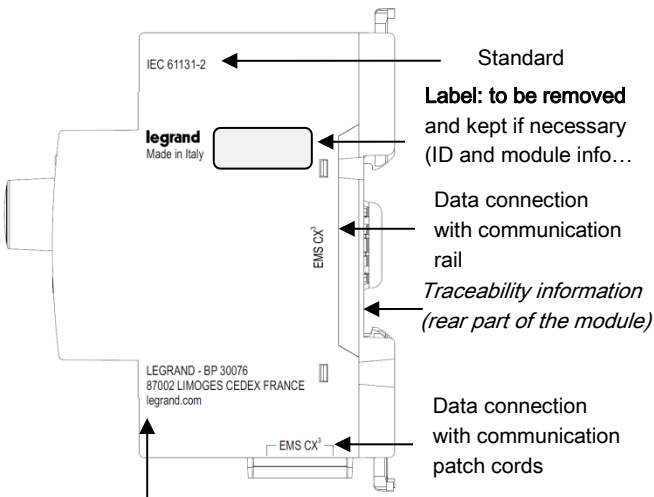 IEC 61131-2
Standard
Label: to be removed
and kept if necessary
(ID and module info…
legrand
Made in Italy
Data connection
with communication
rail
EMS CX³
Traceability information
(rear part of the module)
LEGRAND - BP 30076
87002 LIMOGES CEDEX FRANCE
legrand.com
Data connection
with communication
patch cords
EMS CX³